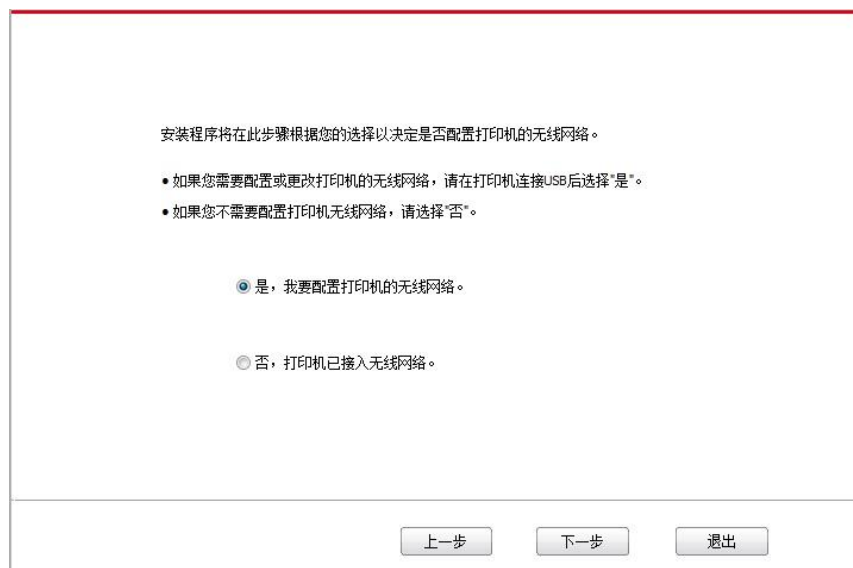 安装程序将在此步骤根据您的选择以决定是否配置打印机的无线网络。
• 如果您需要配置或更改打印机的无线网络，请在打印机连接USB后选择"是"。
• 如果您不需要配置打印机无线网络，请选择"否"。
是，我要配置打印机的无线网络。
否，打印机已接入无线网络。
上一步 下一步 退出